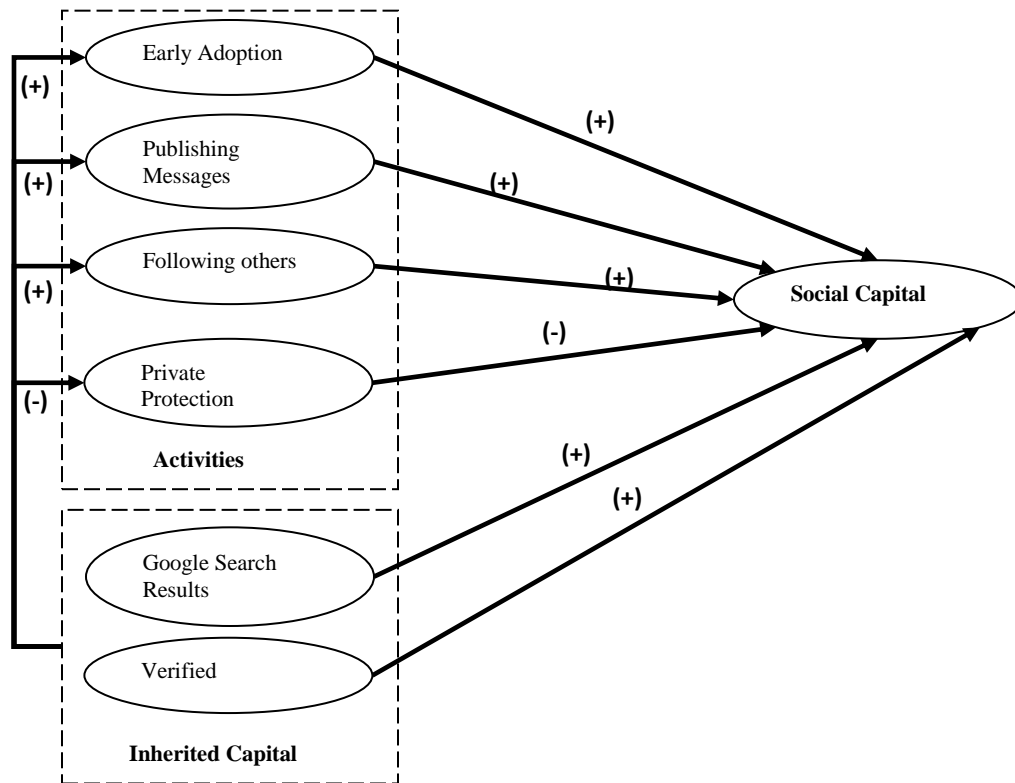 Early Adoption
(+)
(+)
Publishing
Messages
(+)
(+)
Following others
(+)
(+)
Social Capital
Private
Protection
(-)
(-)
Activities
(+)
(+)
Google Search
Results
Verified
Inherited Capital